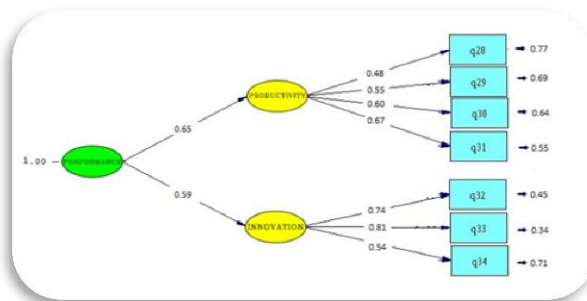 q28
0.77
0.48
PRODUCTIVITY
0.55
q29
0.69
0.60
q30
0.64
0.67
q31
0.55
0.65
1.00
PERFORMANCE
0.59
0.74
q32
0.45
INNOVATION
0.81
q33
0.34
0.54
q34
0.71